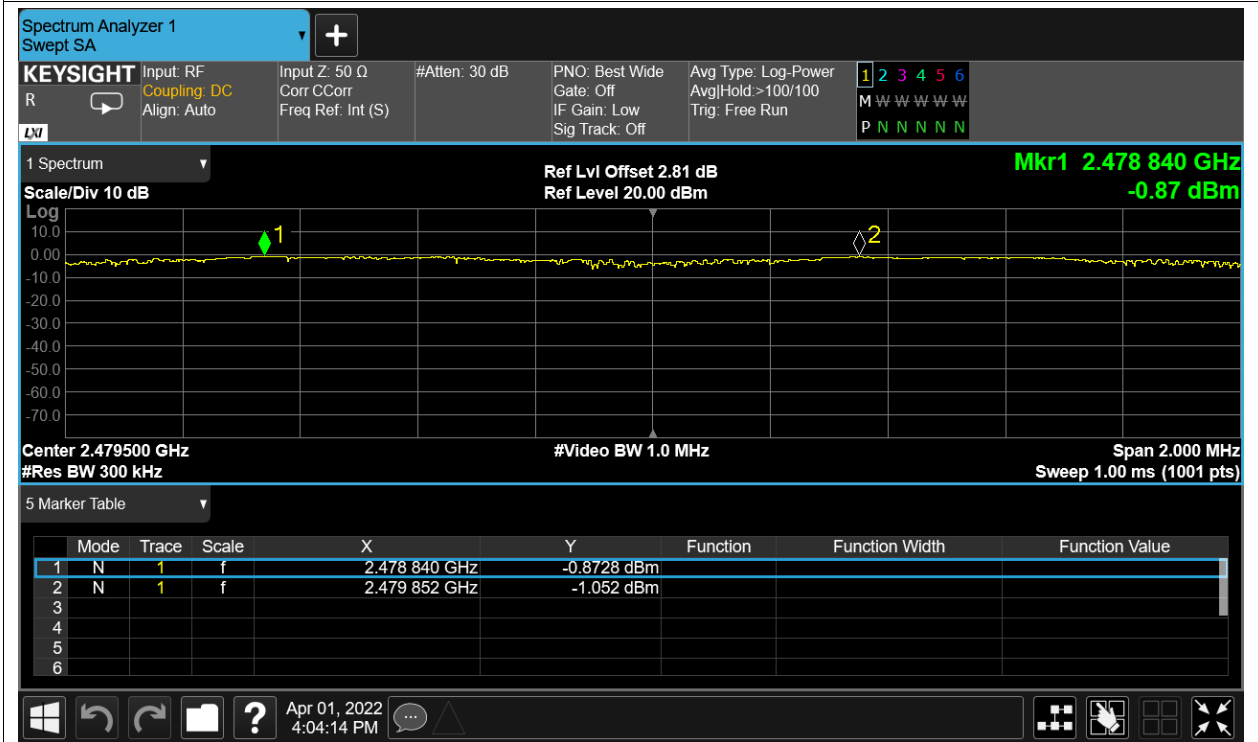 Spectrum Analyzer 1
Swept SA
+
KEYSIGHT Input: RF Input Z: 50 Ω #Atten: 30 dB PNO: Best Wide Avg Type: Log-Power 1 2 3 4 5 6
R Coupling: DC Corr CCorr Gate: Off Avg|Hold:>100/100
Align: Auto Freq Ref: Int (S) IF Gain: Low Trig: Free Run M W W W W W
LXI Sig Track: Off P N N N N N
1 Spectrum Ref Lvl Offset 2.81 dB Mkr1 2.478 840 GHz
Scale/Div 10 dB Ref Level 20.00 dBm -0.87 dBm
Log
10.0
0.00
-10.0
-20.0
-30.0
-40.0
-50.0
-60.0
-70.0
1
2
Center 2.479500 GHz #Video BW 1.0 MHz Span 2.000 MHz
#Res BW 300 kHz Sweep 1.00 ms (1001 pts)
5 Marker Table
Mode Trace Scale X Y Function Function Width Function Value
1 N 1 f 2.478 840 GHz -0.8728 dBm
2 N 1 f 2.479 852 GHz -1.052 dBm
3
4
5
6
? Apr 01, 2022
4:04:14 PM